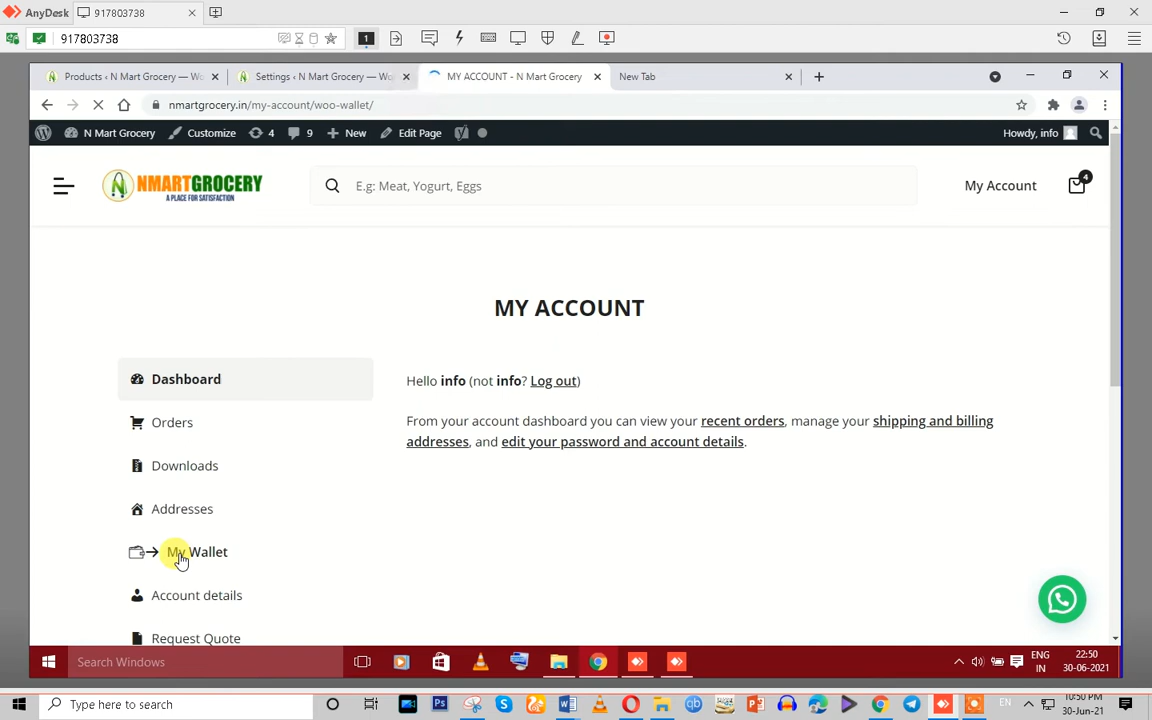 AnyDesk 917803738
917803738 1
Products ‹ N Mart Grocery — Wo Settings ‹ N Mart Grocery — Wo MY ACCOUNT - N Mart Grocery New Tab
nmartgrocery.in/my-account/woo-wallet/
N Mart Grocery Customize 4 9 New Edit Page Howdy, info
NMARTGROCERY
A PLACE FOR SATISFACTION
E.g: Meat, Yogurt, Eggs
My Account
4
MY ACCOUNT
Dashboard
Hello info (not info? Log out)
Orders
From your account dashboard you can view your recent orders, manage your shipping and billing
addresses, and edit your password and account details.
Downloads
Addresses
My Wallet
Account details
Request Quote
Search Windows
ENG
IN
22:50
30-06-2021
Type here to search
EN
10:50 PM
30-Jun-21